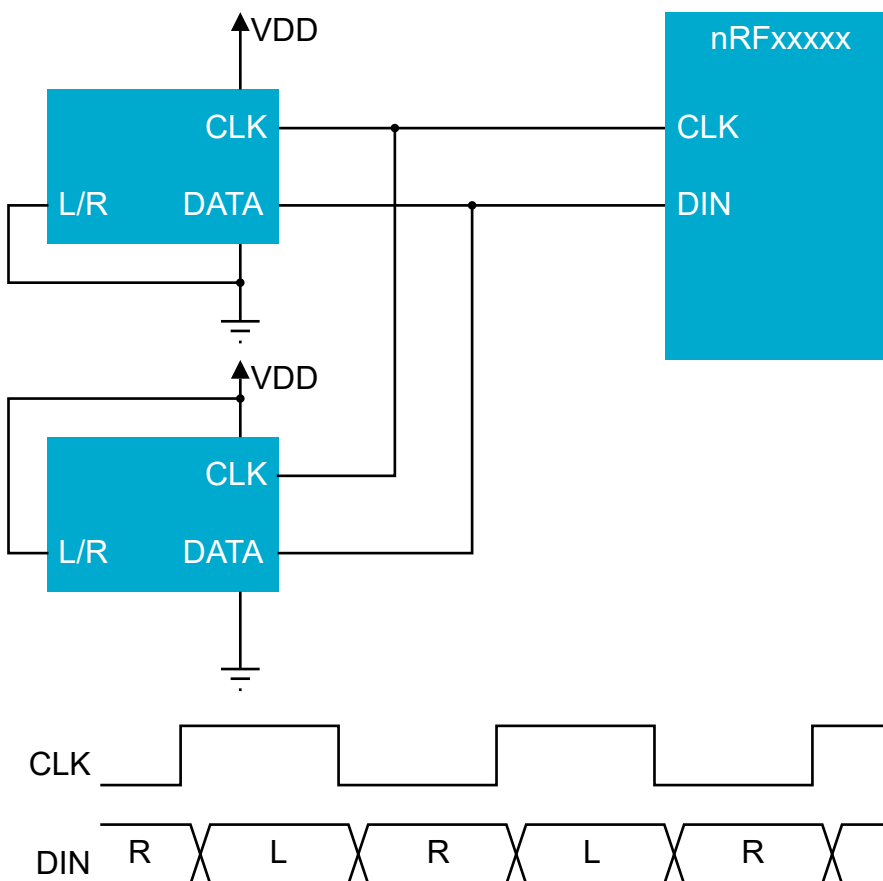 VDD
nRFxxxxx
CLK
CLK
L/R
DATA
DIN
VDD
CLK
L/R
DATA
CLK
DIN
R
L
R
L
R